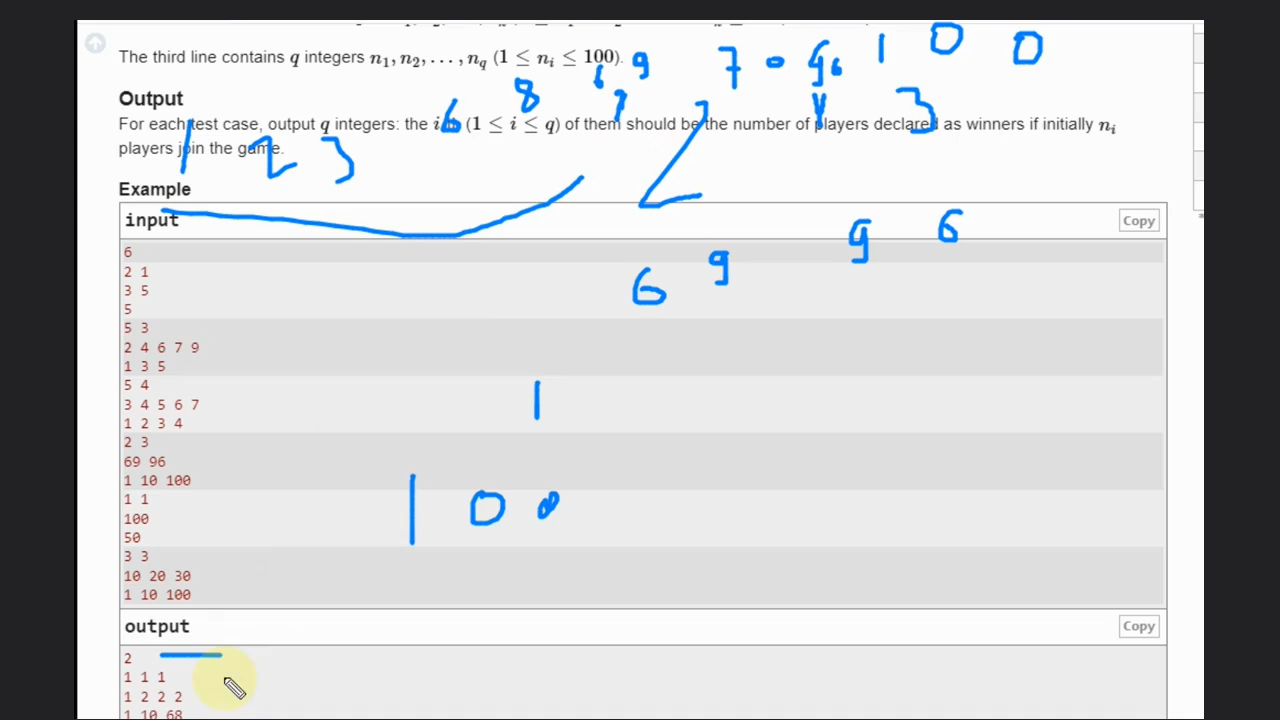 The third line contains q integers n1, n2, ..., nq (1 ≤ ni ≤ 100).
7 9 1 0 0
6 8 9
3
Output
For each test case, output q integers: the i (1 ≤ i ≤ q) of them should be the number of players declared as winners if initially ni
players join the game.
1 2 3
Example
input
Copy
9 6
6 9
6
2 1
3 5
5
5 3
2 4 6 7 9
1 3 5
5 4
3 4 5 6 7
1 2 3 4
1
2 3
69 96
1 10 100
1 0
1 1
100
50
3 3
10 20 30
1 10 100
output
Copy
2
1 1 1
1 2 2 2
1 10 68